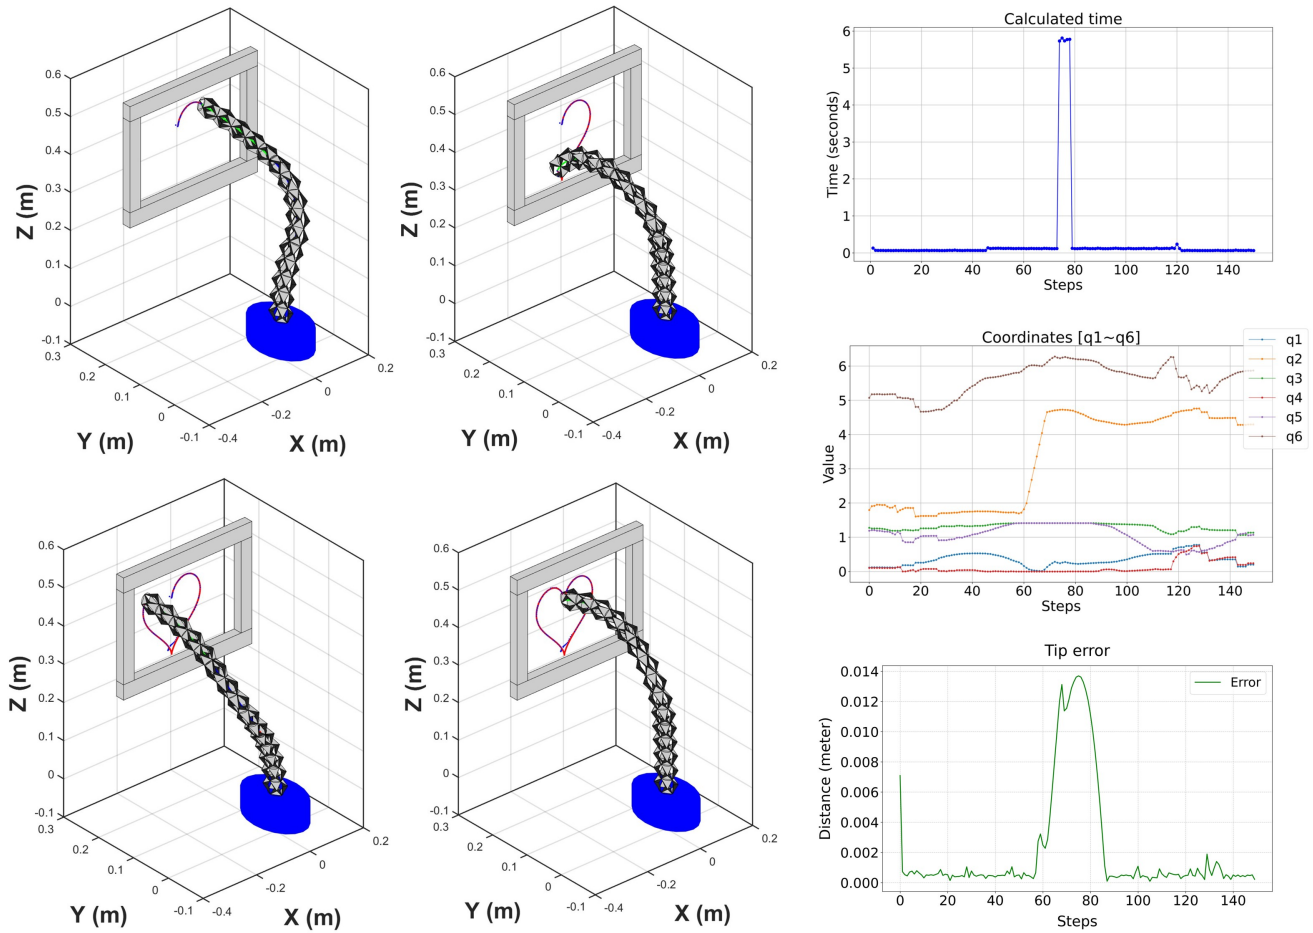 0.6
0.5
0.4
0.3
0.2
0.1
0
-0.1
Z (m)
0.3
0.2
0.1
0
-0.1
Y (m)
-0.4
-0.2
0
0.2
X (m)
0.6
0.5
0.4
0.3
0.2
0.1
0
-0.1
Z (m)
0.3
0.2
0.1
0
-0.1
Y (m)
-0.4
-0.2
0
0.2
X (m)
Calculated time
6
5
4
3
2
1
0
Time (seconds)
0 20 40 60 80 100 120 140
Steps
Coordinates [q1~q6]
6
5
4
3
2
1
0
Value
0 20 40 60 80 100 120 140
Steps
q1
q2
q3
q4
q5
q6
0.6
0.5
0.4
0.3
0.2
0.1
0
-0.1
Z (m)
0.3
0.2
0.1
0
-0.1
Y (m)
-0.4
-0.2
0
0.2
X (m)
0.6
0.5
0.4
0.3
0.2
0.1
0
-0.1
Z (m)
0.3
0.2
0.1
0
-0.1
Y (m)
-0.4
-0.2
0
0.2
X (m)
Tip error
0.014
0.012
0.010
0.008
0.006
0.004
0.002
0.000
Distance (meter)
Error
0 20 40 60 80 100 120 140
Steps